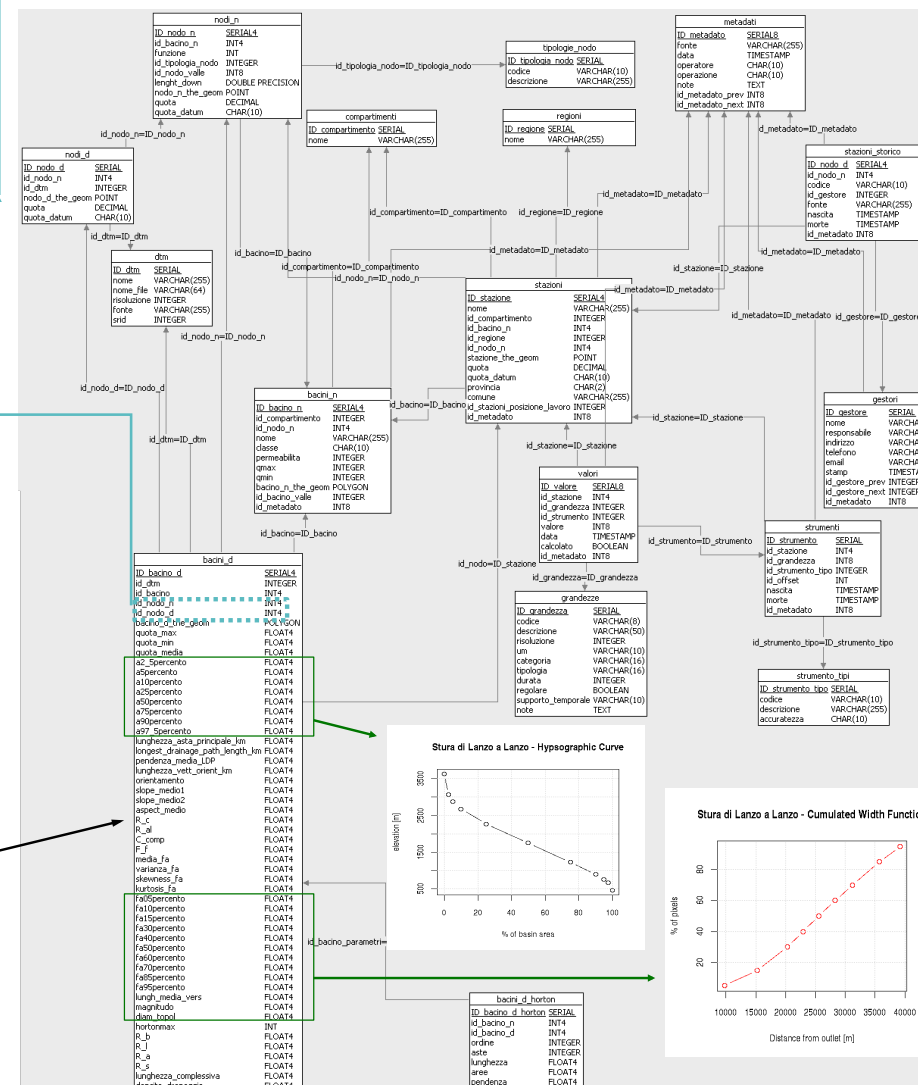 nodi_n
ID_nodo_n SERIAL4
id_bacino_n INT4
funzione INT
id_tipologia_nodo INTEGER
id_nodo_valle INT8
lenght_down DOUBLE PRECISION
nodo_n_the_geom POINT
quota DECIMAL
quota_datum CHAR(10)
id_tipologia_nodo=ID_tipologia_nodo
tipologie_nodo
ID_tipologia_nodo SERIAL
codice VARCHAR(10)
descrizione VARCHAR(255)
metadati
ID_metadato SERIAL8
fonte VARCHAR(255)
data TIMESTAMP
operatore CHAR(10)
operazione CHAR(10)
note TEXT
id_metadato_prev INT8
id_metadato_next INT8
compartimenti
ID_compartimento SERIAL
nome VARCHAR(255)
regioni
ID_regione SERIAL
nome VARCHAR(255)
id_nodo_n=ID_nodo_n
d_metadato=ID_metadato
nodi_d
ID_nodo_d SERIAL
id_nodo_n INT4
id_dtm INTEGER
nodo_d_the_geom POINT
quota DECIMAL
quota_datum CHAR(10)
stazioni_storico
ID_nodo_d SERIAL4
id_nodo_n INT4
codice VARCHAR(10)
id_gestore INTEGER
fonte VARCHAR(255)
nascita TIMESTAMP
morte TIMESTAMP
id_metadato INT8
id_metadato=ID_metadato
id_compartimento=ID_compartimento
id_regione=ID_regione
id_dtm=ID_dtm
id_bacino=ID_bacino
id_metadato=ID_metadato
id_metadato=ID_metadato
id_compartimento=ID_compartimento
id_stazione=ID_stazione
id_nodo_n=ID_nodo_n
dtm
ID_dtm SERIAL
nome VARCHAR(255)
nome_file VARCHAR(64)
risoluzione INTEGER
fonte VARCHAR(255)
srid INTEGER
stazioni
ID_stazione SERIAL4
nome VARCHAR(255)
id_compartimento INTEGER
id_bacino_n INT4
id_regione INTEGER
id_nodo_n INT4
stazione_the_geom POINT
quota DECIMAL
quota_datum CHAR(10)
provincia CHAR(2)
comune VARCHAR(255)
id_stazioni_posizione_lavoro INTEGER
id_metadato INT8
id_metadato=ID_metadato
id_metadato=ID_metadato
id_gestore=ID_gestore
id_nodo_n=ID_nodo_n
id_nodo_d=ID_nodo_d
bacini_n
ID_bacino_n SERIAL4
id_compartimento INTEGER
id_nodo_n INT4
nome VARCHAR(255)
classe CHAR(10)
permeabilita INTEGER
qmax INTEGER
qmin INTEGER
bacino_n_the_geom POLYGON
id_bacino_valle INTEGER
id_metadato INT8
id_bacino=ID_bacino
gestori
ID_gestore SERIAL
nome VARCHA
responsabile VARCHA
indirizzo VARCHA
telefono VARCHA
email VARCHA
stamp TIMESTA
id_gestore_prev INTEGER
id_gestore_next INTEGER
id_metadato INT8
id_stazione=ID_stazione
id_dtm=ID_dtm
id_stazione=ID_stazione
valori
ID_valore SERIAL8
id_stazione INT4
id_grandezza INTEGER
id_strumento INTEGER
valore INT8
data TIMESTAMP
calcolato BOOLEAN
id_metadato INT8
id_bacino=ID_bacino
id_strumento=ID_strumento
strumenti
ID_strumento SERIAL
id_stazione INT4
id_grandezza INT8
id_strumento_tipo INTEGER
id_offset INT
nascita TIMESTAMP
morte TIMESTAMP
id_metadato INT8
id_nodo=ID_stazione
id_grandezza=ID_grandezza
grandezze
ID_grandezza SERIAL
codice VARCHAR(8)
descrizione VARCHAR(50)
risoluzione INTEGER
um VARCHAR(10)
categoria VARCHAR(16)
tipologia VARCHAR(16)
durata INTEGER
regolare BOOLEAN
supporto_temporale VARCHAR(10)
note TEXT
id_strumento_tipo=ID_strumento_tipo
strumento_tipi
ID_strumento_tipo SERIAL
codice VARCHAR(10)
descrizione VARCHAR(255)
accuratezza CHAR(10)
bacini_d
ID_bacino_d SERIAL4
id_dtm INTEGER
id_bacino INT4
id_nodo_n INT4
id_nodo_d INT4
bacino_d_the_geom POLYGON
quota_max FLOAT4
quota_min FLOAT4
quota_media FLOAT4
a2_5percento FLOAT4
a5percento FLOAT4
a10percento FLOAT4
a25percento FLOAT4
a50percento FLOAT4
a75percento FLOAT4
a90percento FLOAT4
a97_5percento FLOAT4
lunghezza_asta_principale_km FLOAT4
longest_drainage_path_length_km FLOAT4
pendenza_media_LDP FLOAT4
lunghezza_vett_orient_km FLOAT4
orientamento FLOAT4
slope_medio1 FLOAT4
slope_medio2 FLOAT4
aspect_medio FLOAT4
R_c FLOAT4
R_al FLOAT4
C_comp FLOAT4
F_f FLOAT4
media_fa FLOAT4
varianza_fa FLOAT4
skewness_fa FLOAT4
kurtosis_fa FLOAT4
fa05percento FLOAT4
fa10percento FLOAT4
fa15percento FLOAT4
fa30percento FLOAT4
fa40percento FLOAT4
fa50percento FLOAT4
fa60percento FLOAT4
fa70percento FLOAT4
fa85percento FLOAT4
fa95percento FLOAT4
lungh_media_vers FLOAT4
magnitudo FLOAT4
diam_topol FLOAT4
hortonmax INT
R_b FLOAT4
R_l FLOAT4
R_a FLOAT4
R_s FLOAT4
lunghezza_complessiva FLOAT4
Stura di Lanzo a Lanzo - Hypsographic Curve
elevation [m]
3500
2500
1500
500
0 20 40 60 80 100
% of basin area
Stura di Lanzo a Lanzo - Cumulated Width Functio
% of pixels
80
60
40
20
10000 15000 20000 25000 30000 35000 40000
Distance from outlet [m]
id_bacino_parametri=
bacini_d_horton
ID_bacino_d_horton SERIAL
id_bacino_n INT4
id_bacino_d INT4
ordine INTEGER
aste INTEGER
lunghezza FLOAT4
aree FLOAT4
pendenza FLOAT4